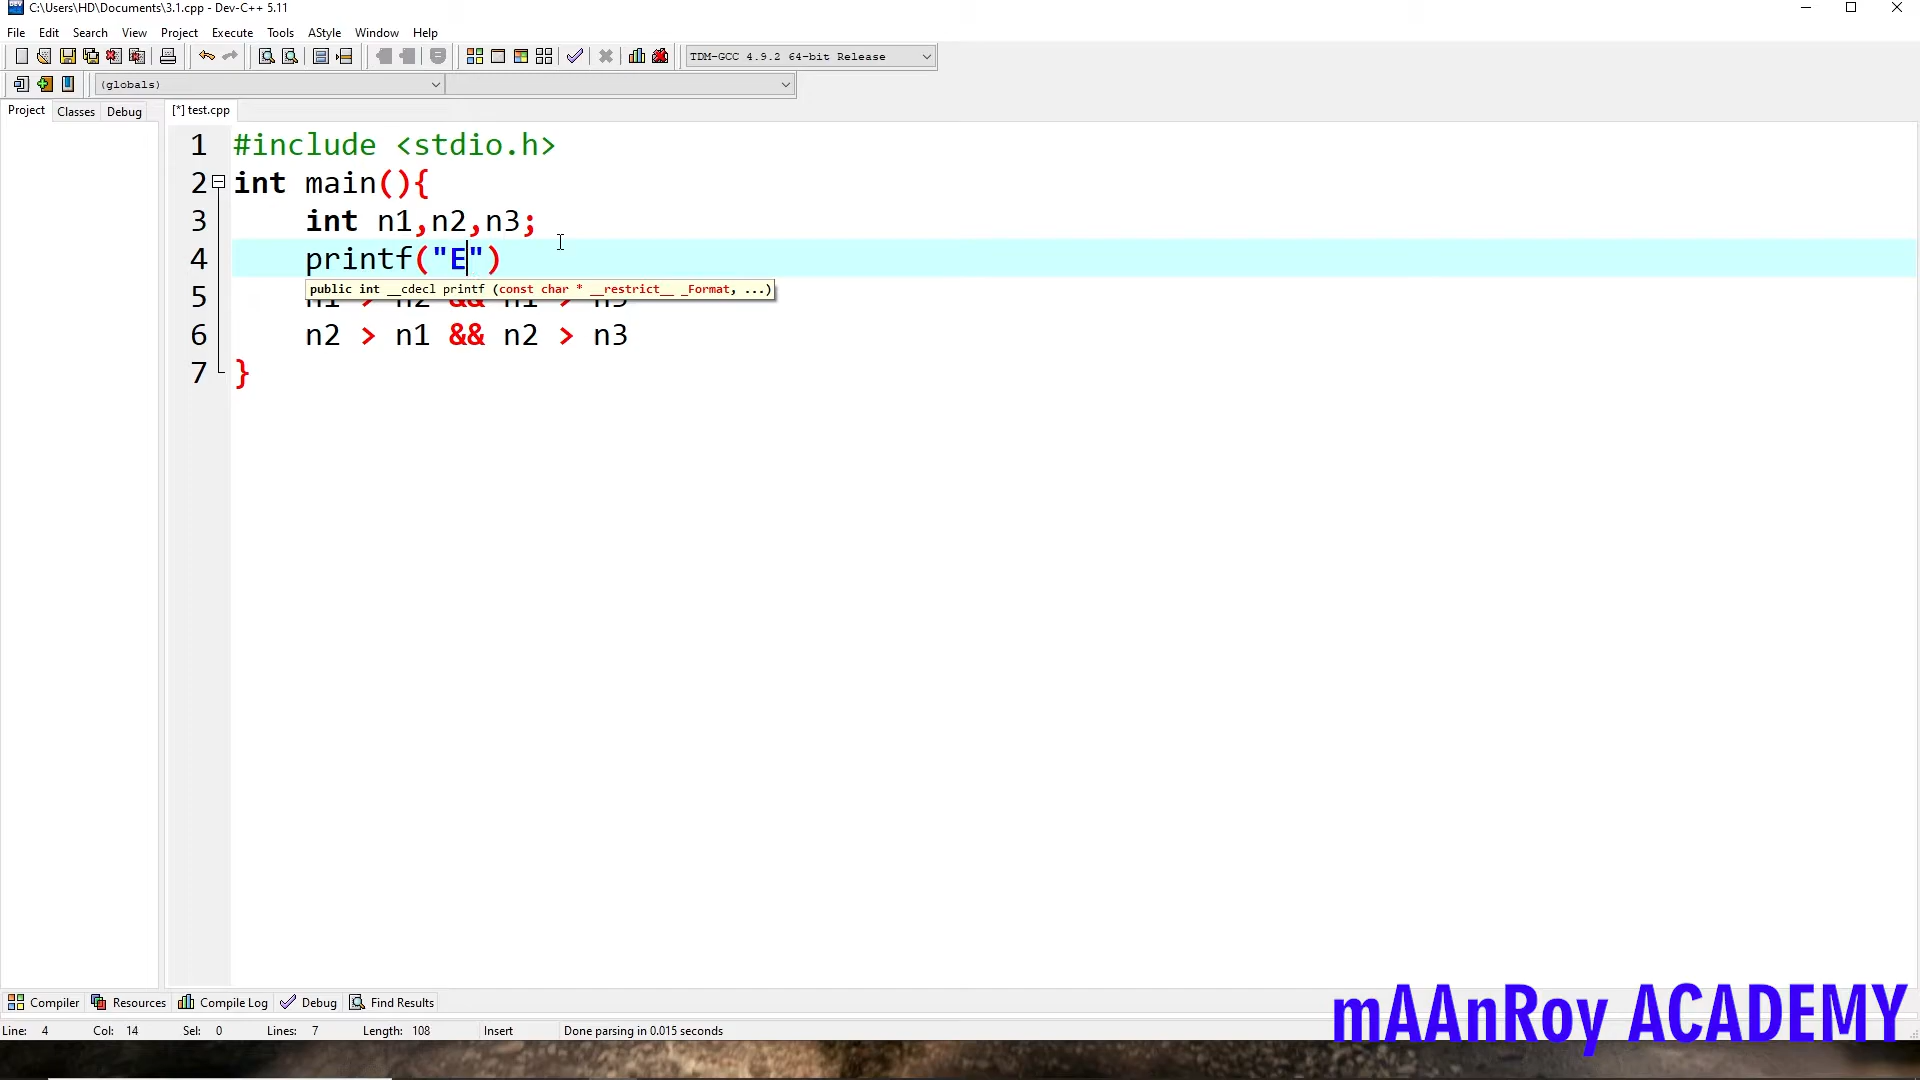 C:\Users\HD\Documents\3.1.cpp - Dev-C++ 5.11
File Edit Search View Project Execute Tools AStyle Window Help
TDM-GCC 4.9.2 64-bit Release
(globals)
Project Classes Debug [*] test.cpp
1 #include <stdio.h>
2 int main(){
3 int n1,n2,n3;
4 printf("E")
public int __cdecl printf (const char * __restrict__ _Format, ...)
5 n1 > n2 && n1 > n3
6 n2 > n1 && n2 > n3
7 }
Compiler Resources Compile Log Debug Find Results
Line: 4 Col: 14 Sel: 0 Lines: 7 Length: 108 Insert Done parsing in 0.015 seconds
mAAnRoy ACADEMY